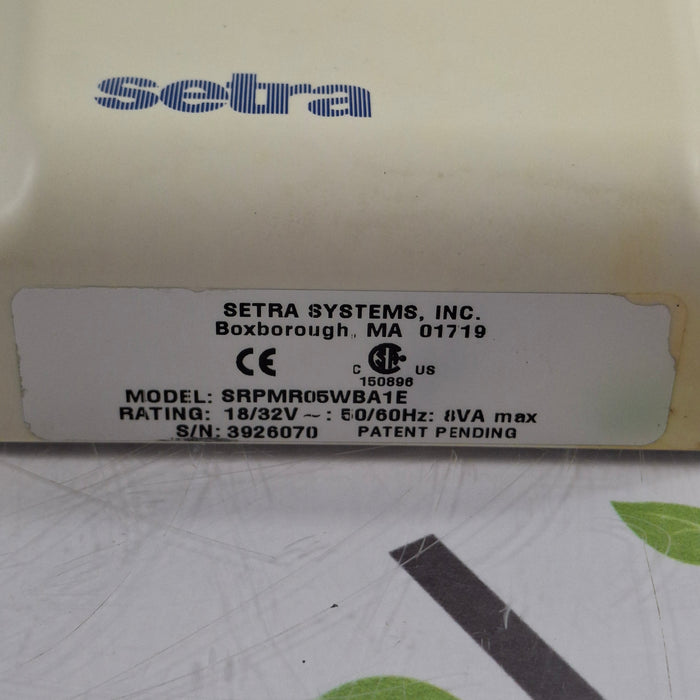 setra
SETRA SYSTEMS, INC.
Boxborough, MA 01719
CE
C SA US
150896
MODEL: SRPMR05WBA1E
RATING: 18/32V ~ : 50/60Hz: 8VA max
S/N: 3926070 PATENT PENDING